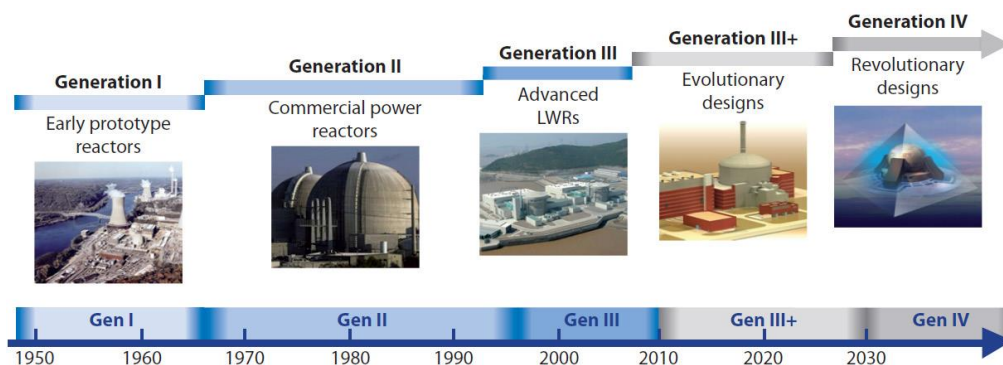 Generation I
Early prototype
reactors
Generation II
Commercial power
reactors
Generation III
Advanced
LWRs
Generation III+
Evolutionary
designs
Generation IV
Revolutionary
designs
Gen I
Gen II
Gen III
Gen III+
Gen IV
1950
1960
1970
1980
1990
2000
2010
2020
2030